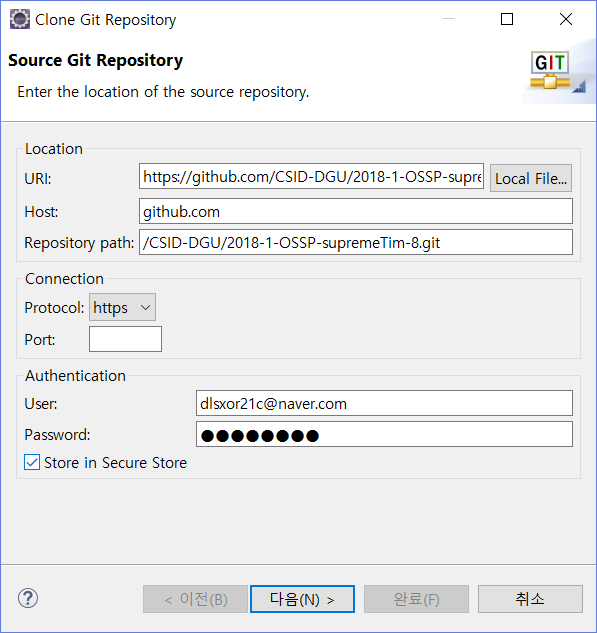 Clone Git Repository
Source Git Repository
Enter the location of the source repository.
GIT
Location
URI: https://github.com/CSID-DGU/2018-1-OSSP-supre Local File...
Host: github.com
Repository path: /CSID-DGU/2018-1-OSSP-supremeTim-8.git
Connection
Protocol: https
Port:
Authentication
User: dlsxor21c@naver.com
Password: ●●●●●●●●
Store in Secure Store
? < 이전(B) 다음(N) > 완료(F) 취소